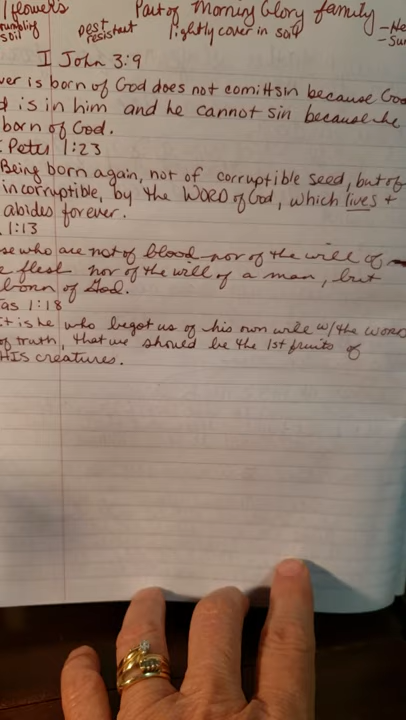 /flowers Part of Morning Glory family
rumpling pest lightly cover in soil -He
soil resistant -Su
I John 3:9
ver is born of God does not comitt sin because God
d is in him and he cannot sin because he
born of God.
Peter 1:23
Being born again, not of corruptible seed, but of
incorruptible, by the WORD of God, which lives +
abides forever.
1:13
se who are not of blood nor of the will of
e flesh nor of the will of a man, but
born of God.
as 1:18
it is he who begot us of his own will w/the WORD
of truth, that we should be the 1st fruits of
HIS creatures.